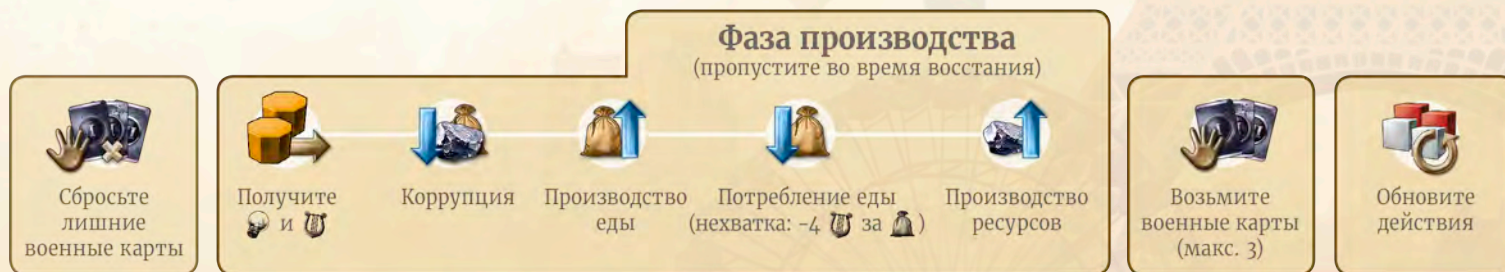 Фаза производства
(пропустите во время восстания)
Сбросьте
лишние
военные карты
Получите
и
Коррупция
Производство
еды
Потребление еды
(нехватка: -4 за )
Производство
ресурсов
Возьмите
военные карты
(макс. 3)
Обновите
действия